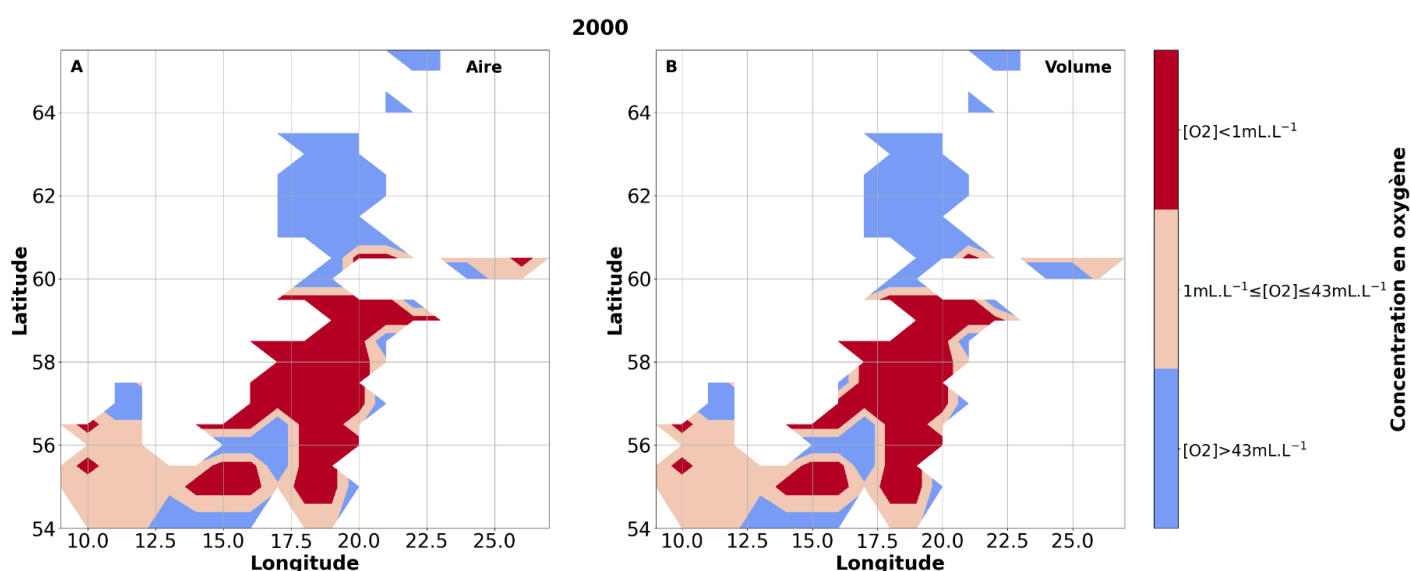 2000
A
Aire
64
62
60
58
56
54
10.0 12.5 15.0 17.5 20.0 22.5 25.0
Longitude
Latitude
B
Volume
64
62
60
58
56
54
10.0 12.5 15.0 17.5 20.0 22.5 25.0
Longitude
Latitude
[O2]<1mL.L⁻¹
1mL.L⁻¹≤[O2]≤43mL.L⁻¹
[O2]>43mL.L⁻¹
Concentration en oxygène